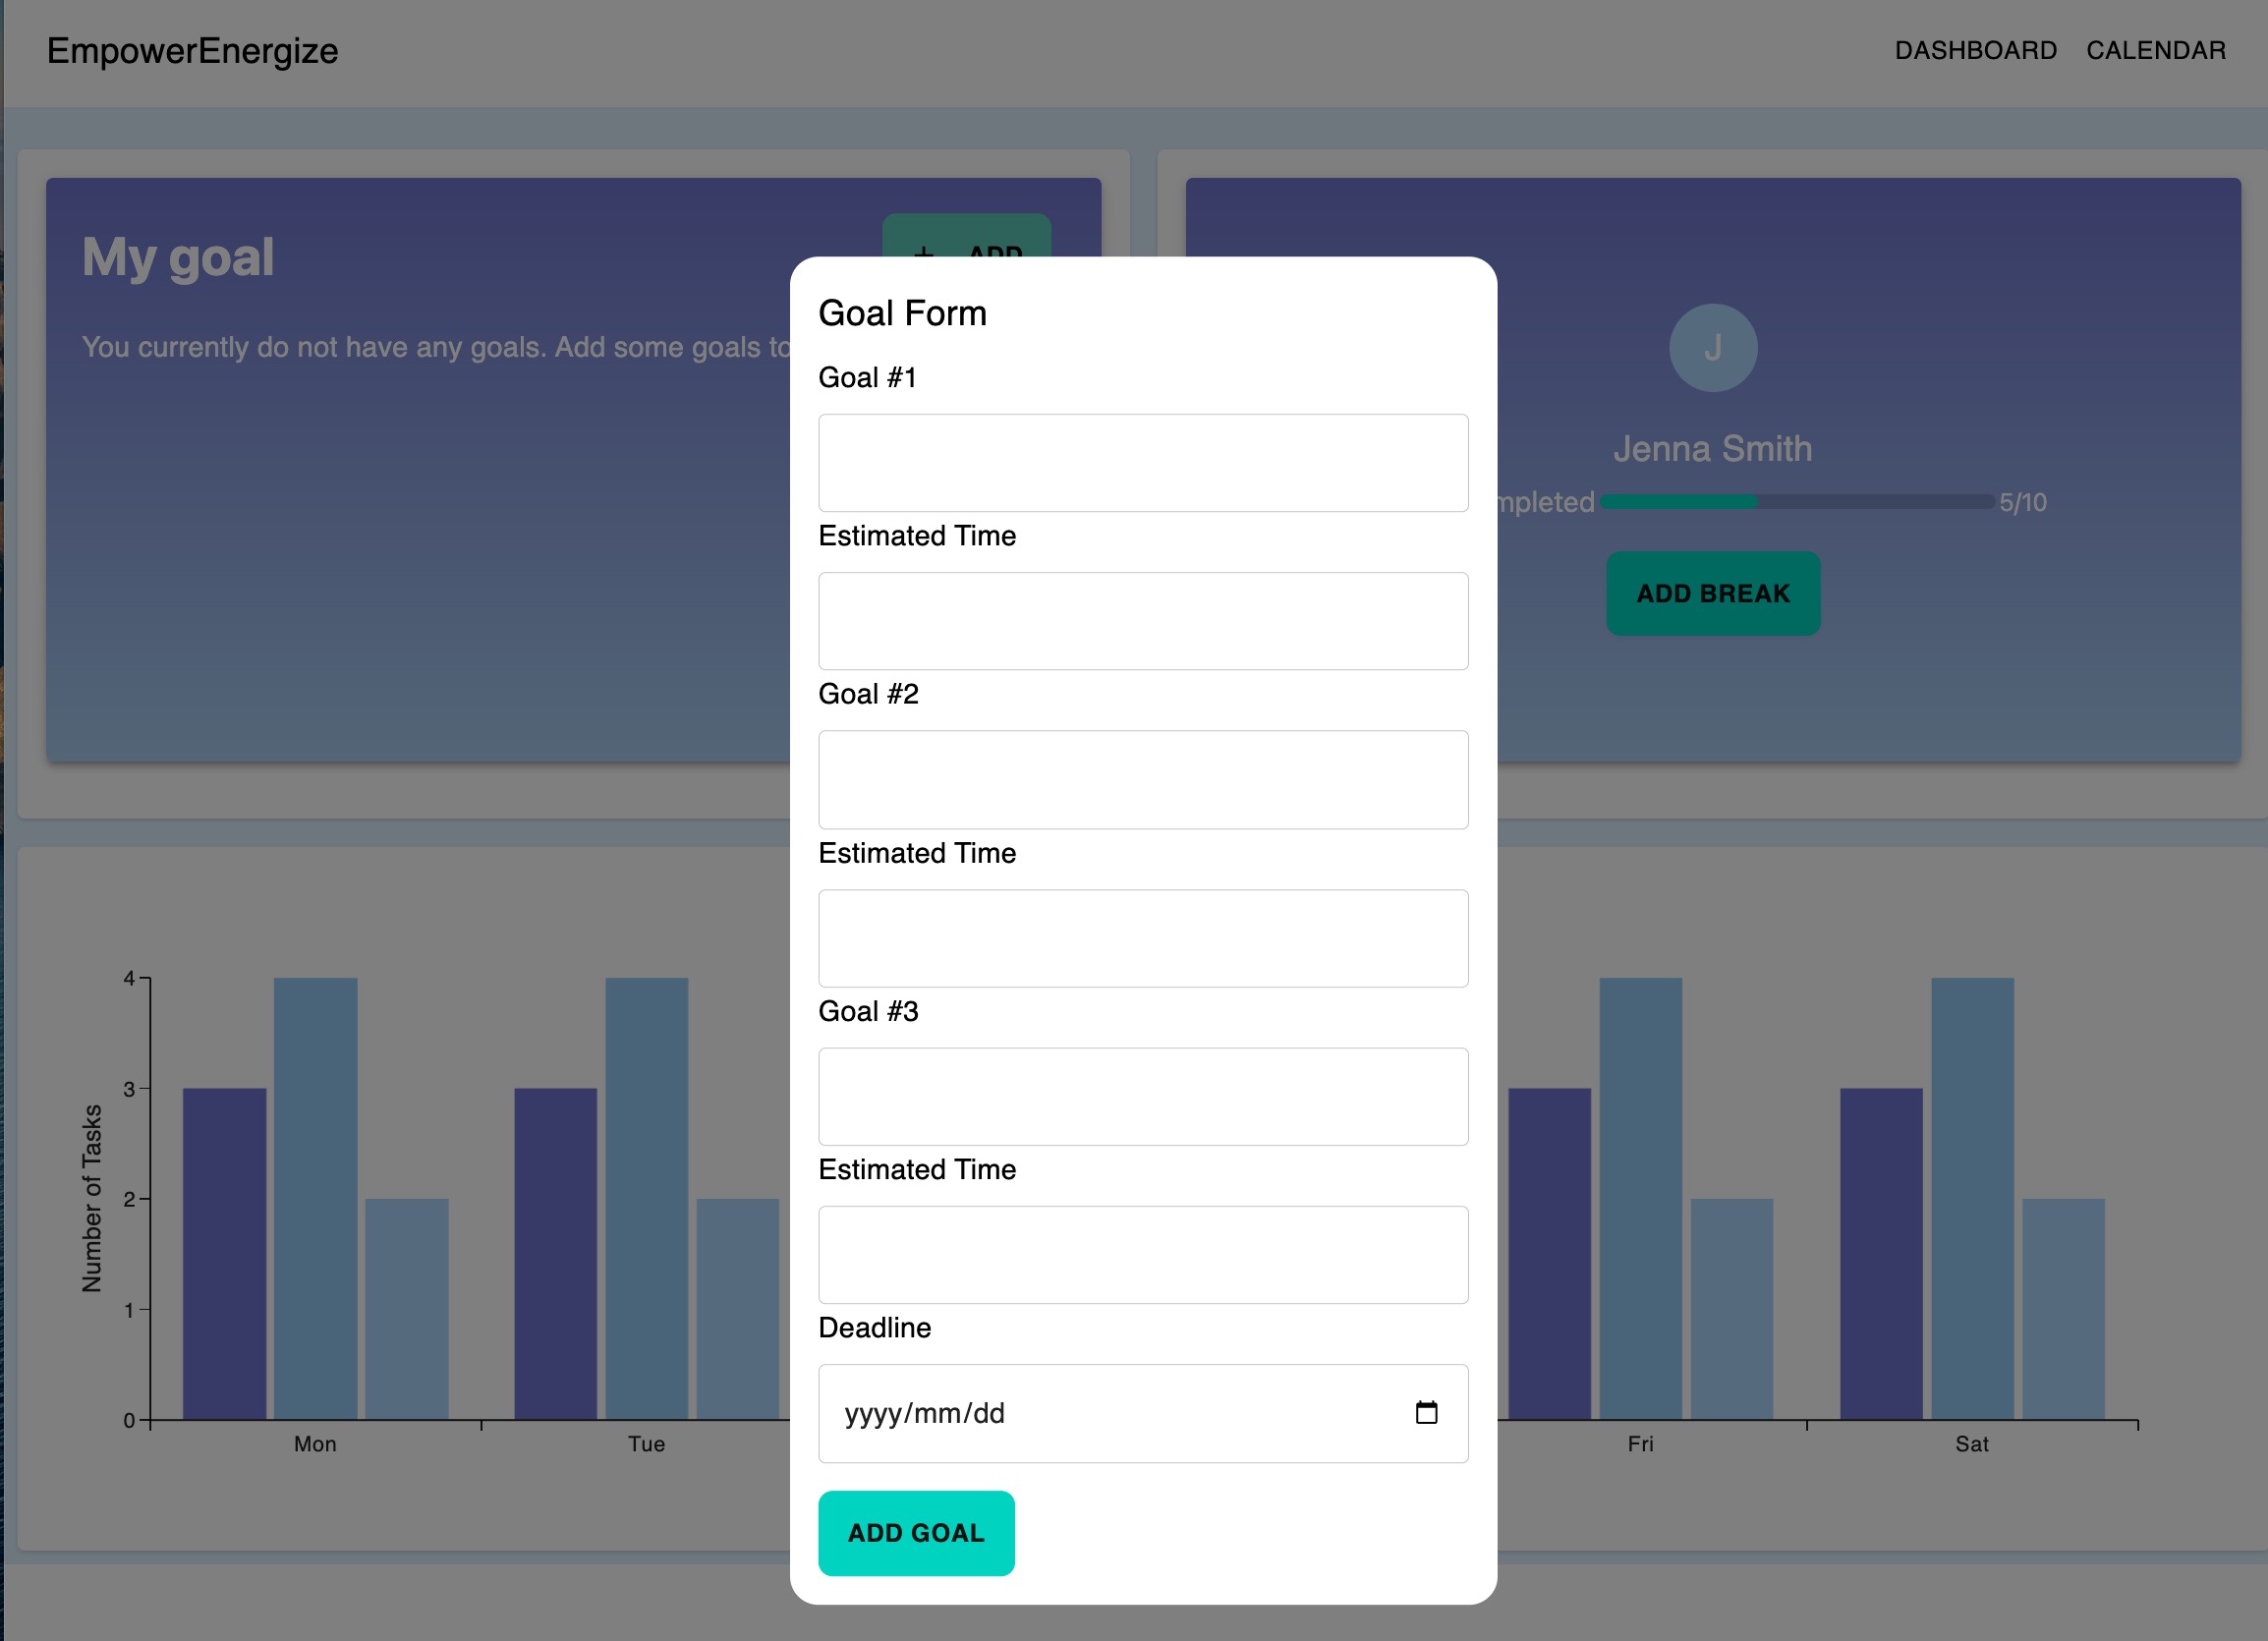 EmpowerEnergize
DASHBOARD CALENDAR
My goal
+ ADD
You currently do not have any goals. Add some goals to
J
Jenna Smith
5/10
ADD BREAK
Goal Form
Goal #1
Estimated Time
Goal #2
Estimated Time
Goal #3
Estimated Time
Deadline
yyyy/mm/dd
ADD GOAL
Number of Tasks
4
3
2
1
0
Mon
Tue
Fri
Sat